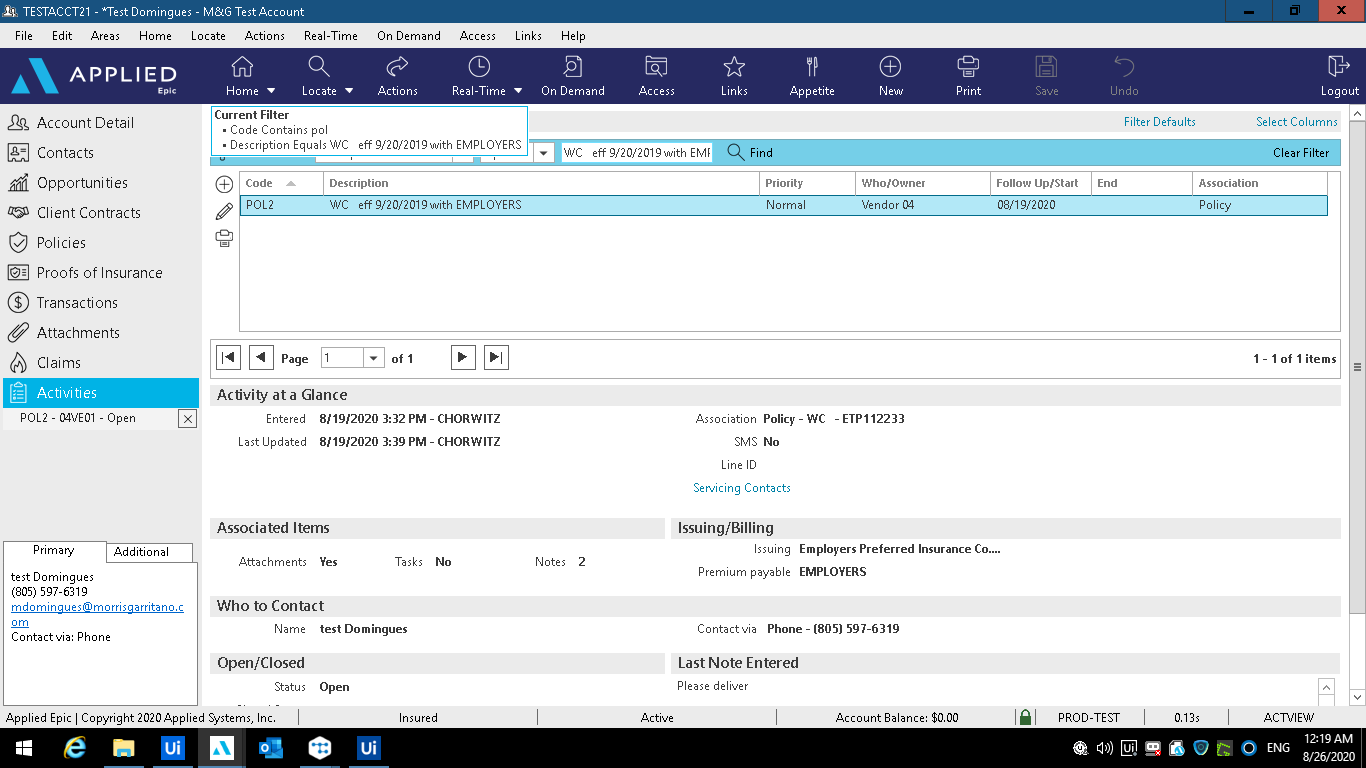 TESTACCT21 - *Test Domingues - M&G Test Account
File Edit Areas Home Locate Actions Real-Time On Demand Access Links Help
APPLIED
Epic
Home Locate Actions Real-Time On Demand Access Links Appetite New Print Save Undo Logout
Account Detail
Contacts
Opportunities
Client Contracts
Policies
Proofs of Insurance
Transactions
Attachments
Claims
Activities
POL2 - 04VE01 - Open
Primary Additional
test Domingues
(805) 597-6319
mdomingues@morrisgarritano.c
om
Contact via: Phone
Current Filter
• Code Contains pol
• Description Equals WC eff 9/20/2019 with EMPLOYERS
Filter Defaults Select Columns
WC eff 9/20/2019 with EMF Find Clear Filter
Code Description Priority Who/Owner Follow Up/Start End Association
POL2 WC eff 9/20/2019 with EMPLOYERS Normal Vendor 04 08/19/2020 Policy
Page 1 of 1 1 - 1 of 1 items
Activity at a Glance
Entered 8/19/2020 3:32 PM - CHORWITZ Association Policy - WC - ETP112233
Last Updated 8/19/2020 3:39 PM - CHORWITZ SMS No
Line ID
Servicing Contacts
Associated Items Issuing/Billing
Attachments Yes Tasks No Notes 2
Issuing Employers Preferred Insurance Co....
Premium payable EMPLOYERS
Who to Contact
Name test Domingues Contact via Phone - (805) 597-6319
Open/Closed Last Note Entered
Status Open Please deliver
Applied Epic | Copyright 2020 Applied Systems, Inc. Insured Active Account Balance: $0.00 PROD-TEST 0.13s ACTVIEW
Ui Ui Ui ENG 12:19 AM
8/26/2020